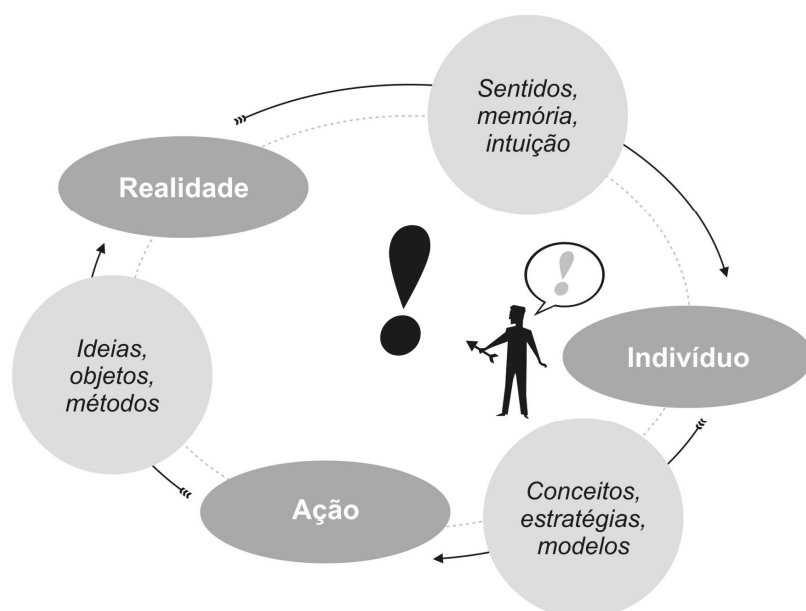 Sentidos,
memória,
intuição
Realidade
Indivíduo
Ideias,
objetos,
métodos
Conceitos,
estratégias,
modelos
Ação
!
!